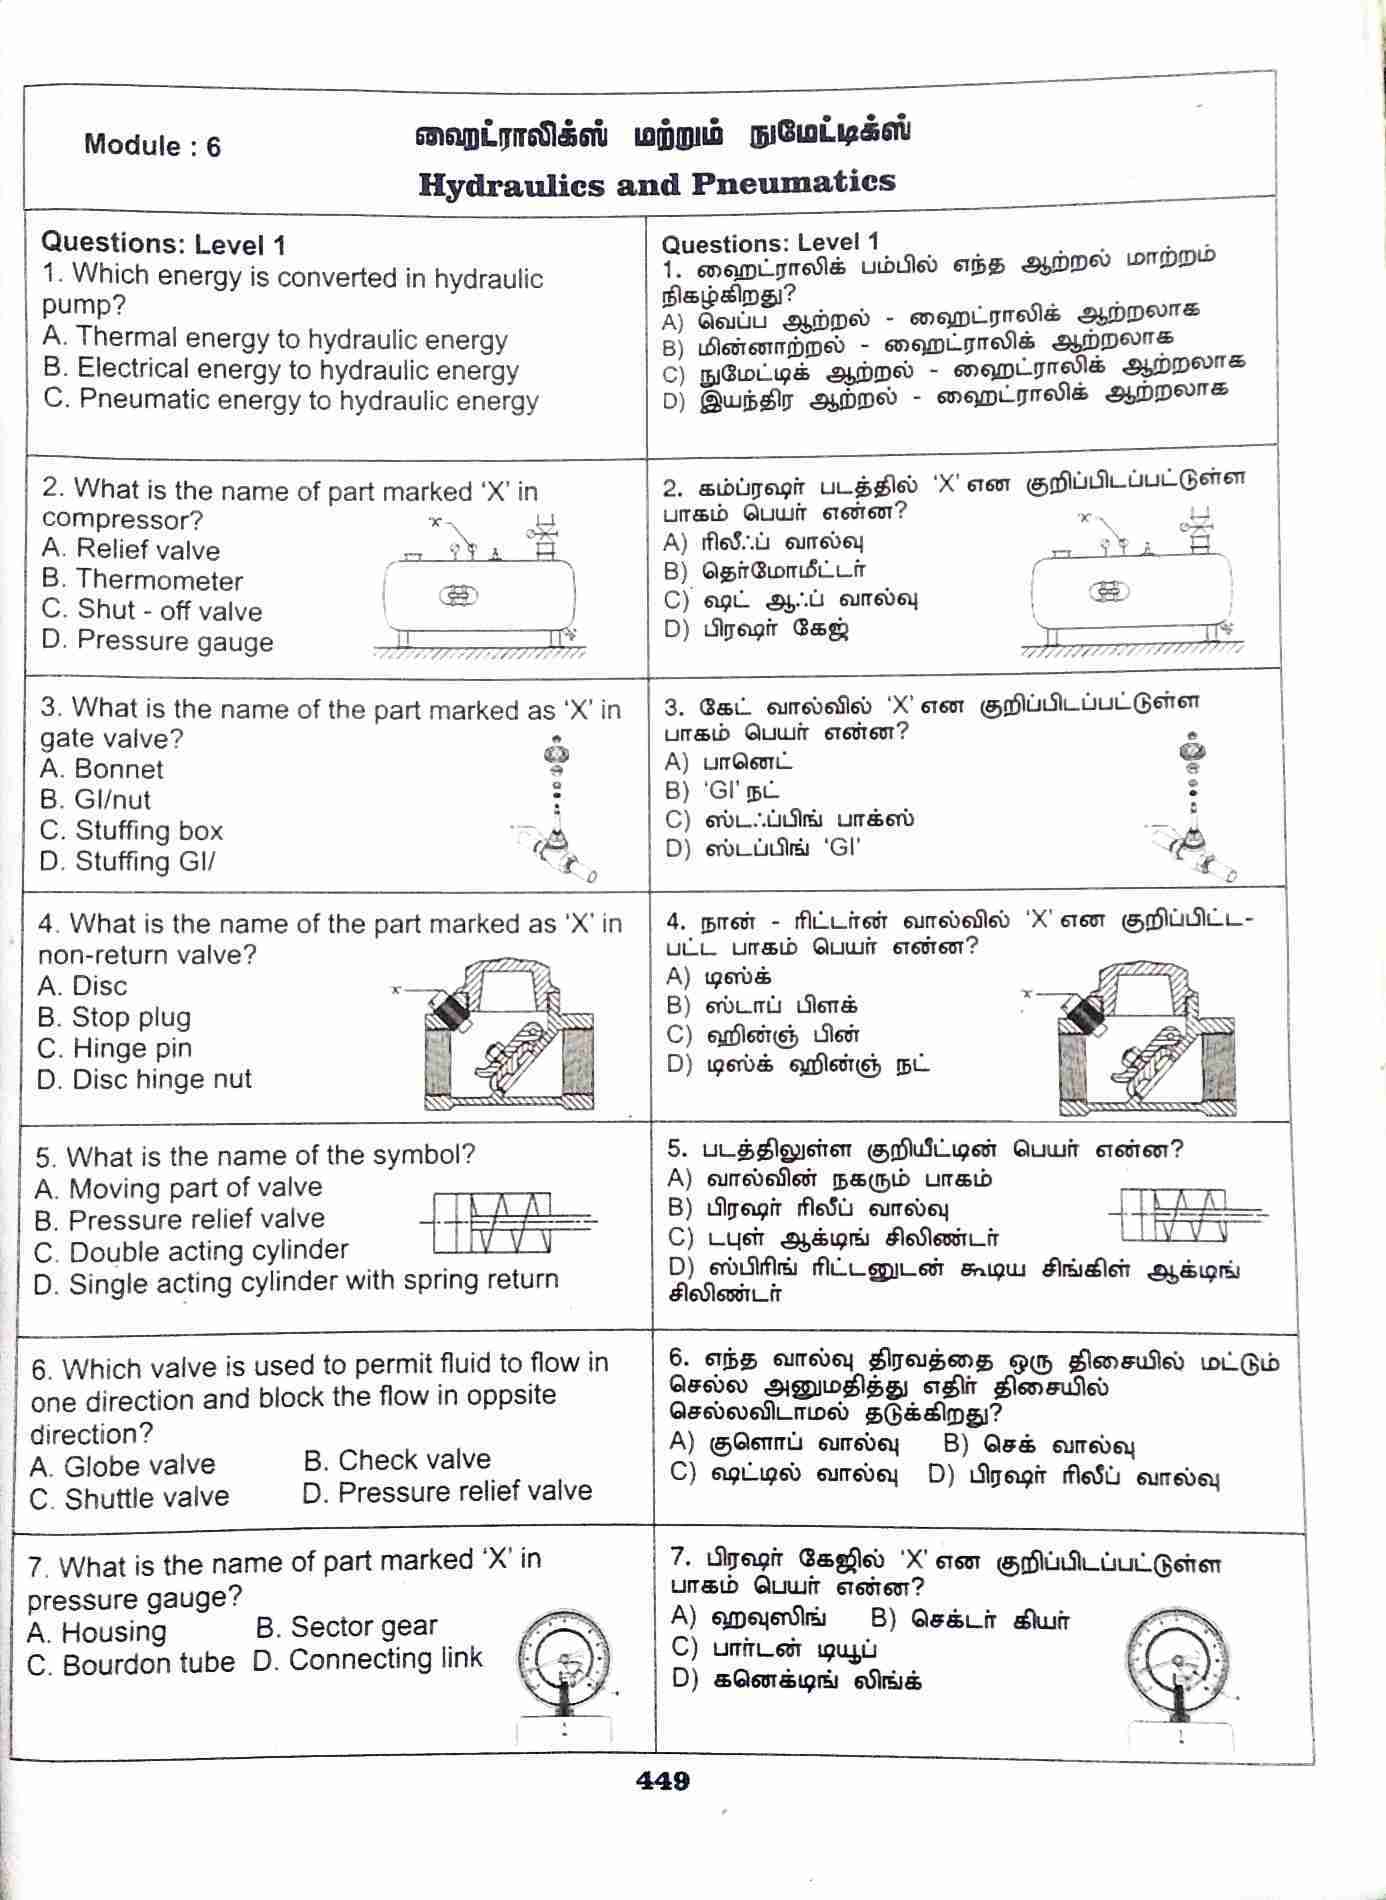 Module : 6
ஹைட்ராலிக்ஸ் மற்றும் நுமேட்டிக்ஸ்
Hydraulics and Pneumatics
Questions: Level 1
1. Which energy is converted in hydraulic
pump?
A. Thermal energy to hydraulic energy
B. Electrical energy to hydraulic energy
C. Pneumatic energy to hydraulic energy
Questions: Level 1
1. ஹைட்ராலிக் பம்பில் எந்த ஆற்றல் மாற்றம்
நிகழ்கிறது?
A) வெப்ப ஆற்றல் - ஹைட்ராலிக் ஆற்றலாக
B) மின்னாற்றல் - ஹைட்ராலிக் ஆற்றலாக
C) நுமேட்டிக் ஆற்றல் - ஹைட்ராலிக் ஆற்றலாக
D) இயந்திர ஆற்றல் - ஹைட்ராலிக் ஆற்றலாக
2. What is the name of part marked ‘X’ in
compressor?
A. Relief valve
B. Thermometer
C. Shut - off valve
D. Pressure gauge
'X'
2. கம்ப்ரஷர் படத்தில் ‘X’ என குறிப்பிடப்பட்டுள்ள
பாகம் பெயர் என்ன?
A) ரிலீஃப் வால்வு
B) தெர்மோமீட்டர்
C) ஷட் ஆஃப் வால்வு
D) பிரஷர் கேஜ்
'X'
3. What is the name of the part marked as ‘X’ in
gate valve?
A. Bonnet
B. Gl/nut
C. Stuffing box
D. Stuffing Gl/
3. கேட் வால்வில் ‘X’ என குறிப்பிடப்பட்டுள்ள
பாகம் பெயர் என்ன?
A) பானெட்
B) ‘Gl’ நட்
C) ஸ்டஃப்பிங் பாக்ஸ்
D) ஸ்டப்பிங் ‘Gl’
4. What is the name of the part marked as ‘X’ in
non-return valve?
A. Disc
B. Stop plug
C. Hinge pin
D. Disc hinge nut
'X'
4. நான் - ரிட்டர்ன் வால்வில் ‘X’ என குறிப்பிட்ட-
பட்ட பாகம் பெயர் என்ன?
A) டிஸ்க்
B) ஸ்டாப் பிளக்
C) ஹின்ஞ் பின்
D) டிஸ்க் ஹின்ஞ் நட்
'X'
5. What is the name of the symbol?
A. Moving part of valve
B. Pressure relief valve
C. Double acting cylinder
D. Single acting cylinder with spring return
5. படத்திலுள்ள குறியீட்டின் பெயர் என்ன?
A) வால்வின் நகரும் பாகம்
B) பிரஷர் ரிலீப் வால்வு
C) டபுள் ஆக்டிங் சிலிண்டர்
D) ஸ்பிரிங் ரிட்டனுடன் கூடிய சிங்கிள் ஆக்டிங்
சிலிண்டர்
6. Which valve is used to permit fluid to flow in
one direction and block the flow in oppsite
direction?
A. Globe valve B. Check valve
C. Shuttle valve D. Pressure relief valve
6. எந்த வால்வு திரவத்தை ஒரு திசையில் மட்டும்
செல்ல அனுமதித்து எதிர் திசையில்
செல்லவிடாமல் தடுக்கிறது?
A) குளொப் வால்வு B) செக் வால்வு
C) ஷட்டில் வால்வு D) பிரஷர் ரிலீப் வால்வு
7. What is the name of part marked ‘X’ in
pressure gauge?
A. Housing B. Sector gear
C. Bourdon tube D. Connecting link
7. பிரஷர் கேஜில் ‘X’ என குறிப்பிடப்பட்டுள்ள
பாகம் பெயர் என்ன?
A) ஹவுஸிங் B) செக்டர் கியர்
C) பார்டன் டியூப்
D) கனெக்டிங் லிங்க்
449